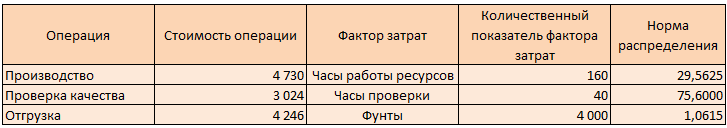 Операция Стоимость операции Фактор затрат Количественный показатель фактора затрат Норма распределения
Производство 4 730 Часы работы ресурсов 160 29,5625
Проверка качества 3 024 Часы проверки 40 75,6000
Отгрузка 4 246 Фунты 4 000 1,0615